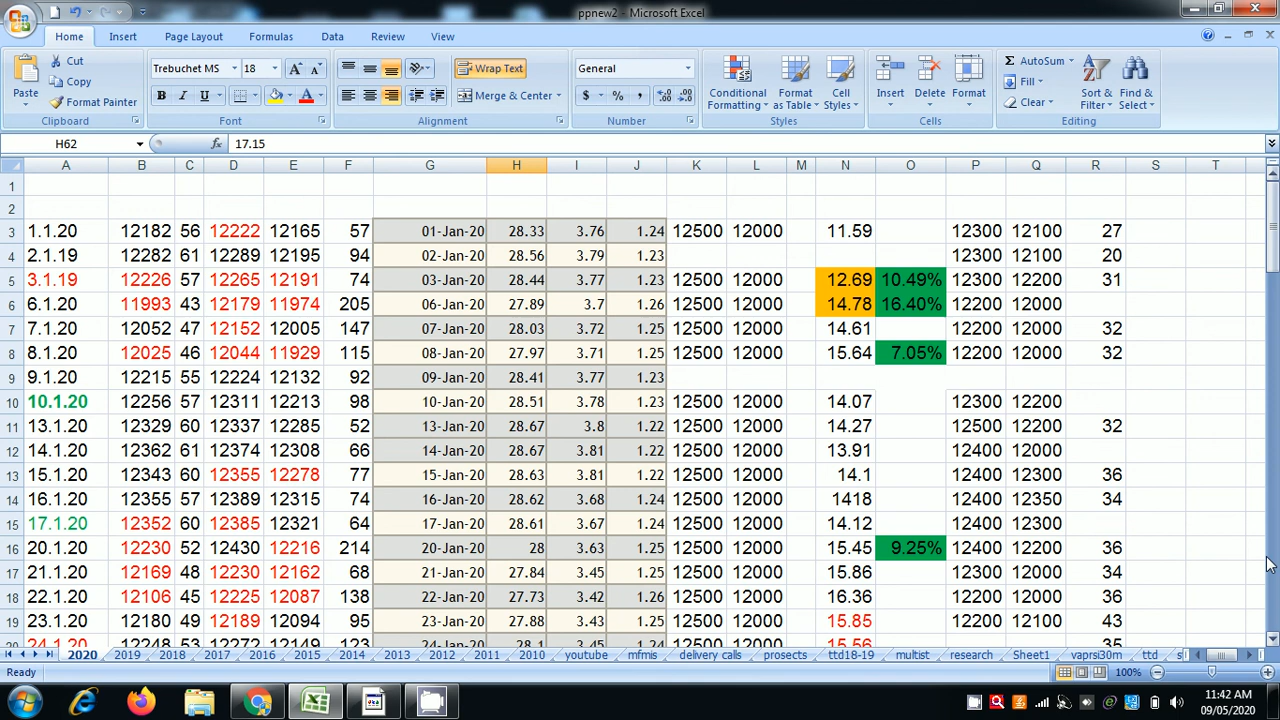 ppnew2 - Microsoft Excel
Home Insert Page Layout Formulas Data Review View
Paste Cut Copy Format Painter Clipboard
Trebuchet MS 18 A A B I U A Font
Wrap Text Merge & Center Alignment
General $ % , Number
Conditional Formatting Format as Table Cell Styles Styles
Insert Delete Format Cells
Σ AutoSum Fill Clear Sort & Filter Find & Select Editing
H62 fx 17.15
A B C D E F G H I J K L M N O P Q R S T
1
2
3 1.1.20 12182 56 12222 12165 57 01-Jan-20 28.33 3.76 1.24 12500 12000 11.59 12300 12100 27
4 2.1.19 12282 61 12289 12195 94 02-Jan-20 28.56 3.79 1.23 12300 12100 20
5 3.1.19 12226 57 12265 12191 74 03-Jan-20 28.44 3.77 1.23 12500 12000 12.69 10.49% 12300 12100 31
6 6.1.20 11993 43 12179 11974 205 06-Jan-20 27.89 3.7 1.26 12500 12000 14.78 16.40% 12200 12000
7 7.1.20 12052 47 12152 12005 147 07-Jan-20 28.03 3.72 1.25 12500 12000 14.61 12200 12000 32
8 8.1.20 12025 46 12044 11929 115 08-Jan-20 27.97 3.71 1.25 12500 12000 15.64 7.05% 12200 12000 32
9 9.1.20 12215 55 12224 12132 92 09-Jan-20 28.41 3.77 1.23
10 10.1.20 12256 57 12311 12213 98 10-Jan-20 28.51 3.78 1.23 12500 12000 14.07 12300 12200
11 13.1.20 12329 60 12337 12285 52 13-Jan-20 28.67 3.8 1.22 12500 12000 14.27 12500 12200 32
12 14.1.20 12362 61 12374 12308 66 14-Jan-20 28.67 3.81 1.22 12500 12000 13.91 12400 12200
13 15.1.20 12343 60 12355 12278 77 15-Jan-20 28.63 3.81 1.22 12500 12000 14.1 12400 12300 36
14 16.1.20 12355 57 12389 12315 74 16-Jan-20 28.62 3.68 1.24 12500 12000 1418 12400 12350 34
15 17.1.20 12352 60 12385 12321 64 17-Jan-20 28.61 3.67 1.24 12500 12000 14.12 12400 12300
16 20.1.20 12230 52 12430 12216 214 20-Jan-20 28 3.63 1.25 12500 12000 15.45 9.25% 12400 12200 36
17 21.1.20 12169 48 12230 12162 68 21-Jan-20 27.84 3.45 1.25 12500 12000 15.86 12300 12000 34
18 22.1.20 12106 45 12225 12087 138 22-Jan-20 27.73 3.42 1.26 12500 12000 16.36 12200 12000 36
19 23.1.20 12180 49 12189 12094 95 23-Jan-20 27.88 3.43 1.25 12500 12000 15.85 12200 12100 43
20 24.1.20 12248 53 12272 12149 123 24-Jan-20 28.1 3.45 1.24 12500 12000 15.56 35
2020 2019 2018 2017 2016 2015 2014 2013 2012 2011 2010 youtube mfmis delivery calls prosects ttd18-19 multist research Sheet1 vaprsi30m ttd
Ready 100%
11:42 AM
09/05/2020